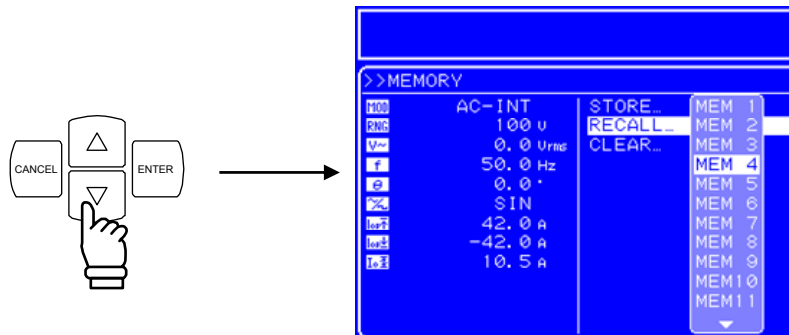 CANCEL
ENTER
>>MEMORY
MOD AC-INT
RNG 100 V
V~ 0.0 Vrms
f 50.0 Hz
θ 0.0 °
SIN
42.0 A
-42.0 A
10.5 A
STORE…
RECALL…
CLEAR…
MEM 1
MEM 2
MEM 3
MEM 4
MEM 5
MEM 6
MEM 7
MEM 8
MEM 9
MEM10
MEM11